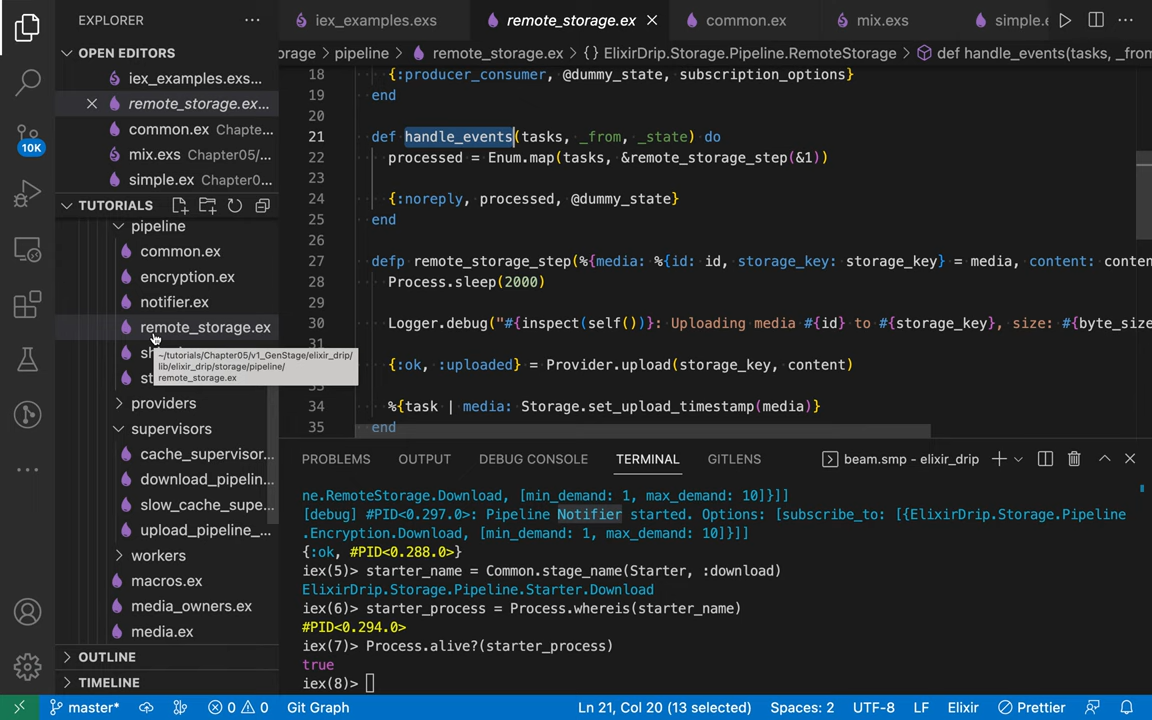 EXPLORER
iex_examples.exs
remote_storage.ex
common.ex
mix.exs
simple.e
OPEN EDITORS
orage > pipeline > remote_storage.ex > {} ElixirDrip.Storage.Pipeline.RemoteStorage > def handle_events(tasks, _fron
iex_examples.exs...
remote_storage.ex...
common.ex Chapte...
mix.exs Chapter05/...
simple.ex Chapter0...
10K
TUTORIALS
pipeline
common.ex
encryption.ex
notifier.ex
remote_storage.ex
sh
st
~/tutorials/Chapter05/v1_GenStage/elixir_drip/
lib/elixir_drip/storage/pipeline/
remote_storage.ex
providers
supervisors
cache_supervisor...
download_pipelin...
slow_cache_supe...
upload_pipeline_...
workers
macros.ex
media_owners.ex
media.ex
OUTLINE
TIMELINE
18 {:producer_consumer, @dummy_state, subscription_options}
19 end
20
21 def handle_events(tasks, _from, _state) do
22 processed = Enum.map(tasks, &remote_storage_step(&1))
23
24 {:noreply, processed, @dummy_state}
25 end
26
27 defp remote_storage_step(%{media: %{id: id, storage_key: storage_key} = media, content: conten
28 Process.sleep(2000)
29
30 Logger.debug("#{inspect(self())}: Uploading media #{id} to #{storage_key}, size: #{byte_size
31
32 {:ok, :uploaded} = Provider.upload(storage_key, content)
33
34 %{task | media: Storage.set_upload_timestamp(media)}
35 end
PROBLEMS OUTPUT DEBUG CONSOLE TERMINAL GITLENS
beam.smp - elixir_drip
ne.RemoteStorage.Download, [min_demand: 1, max_demand: 10]}]]
[debug] #PID<0.297.0>: Pipeline Notifier started. Options: [subscribe_to: [{ElixirDrip.Storage.Pipeline
.Encryption.Download, [min_demand: 1, max_demand: 10]}]]
{:ok, #PID<0.288.0>}
iex(5)> starter_name = Common.stage_name(Starter, :download)
ElixirDrip.Storage.Pipeline.Starter.Download
iex(6)> starter_process = Process.whereis(starter_name)
#PID<0.294.0>
iex(7)> Process.alive?(starter_process)
true
iex(8)>
master* 0 0 Git Graph Ln 21, Col 20 (13 selected) Spaces: 2 UTF-8 LF Elixir Prettier